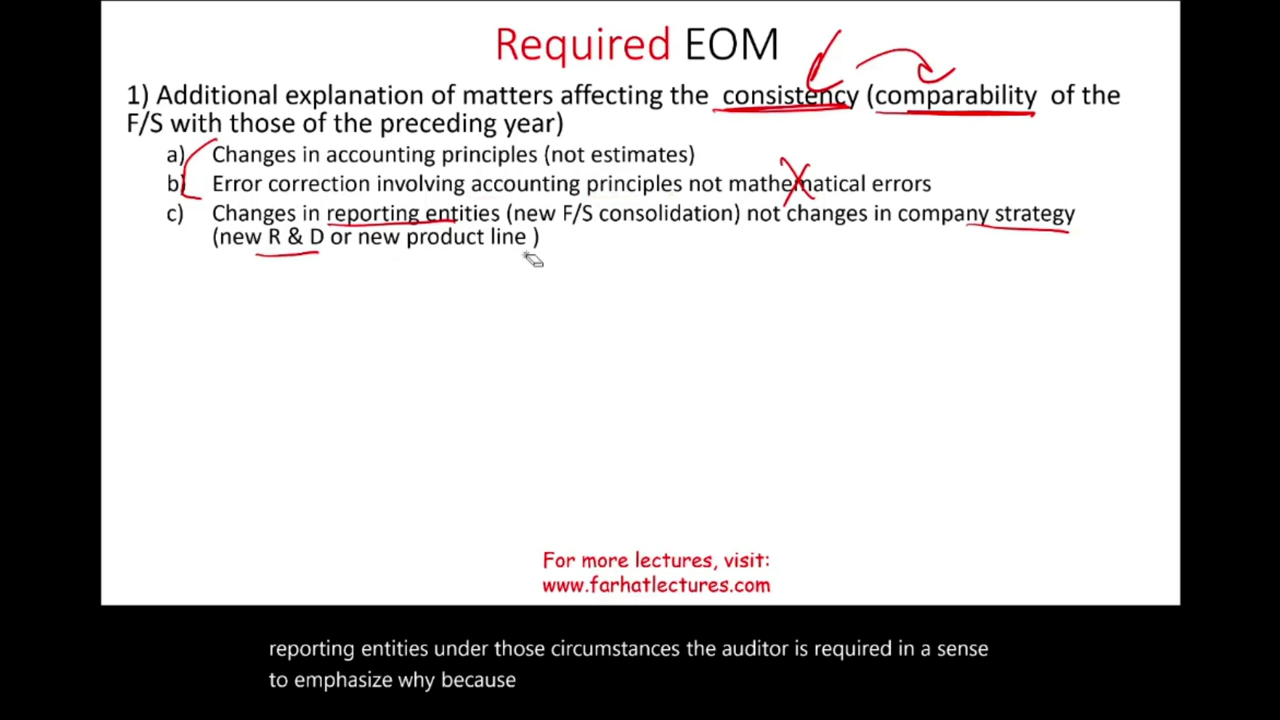 Required EOM
1) Additional explanation of matters affecting the consistency (comparability of the
F/S with those of the preceding year)
a) Changes in accounting principles (not estimates)
b) Error correction involving accounting principles not mathematical errors
c) Changes in reporting entities (new F/S consolidation) not changes in company strategy
(new R & D or new product line )
For more lectures, visit:
www.farhatlectures.com
reporting entities under those circumstances the auditor is required in a sense
to emphasize why because